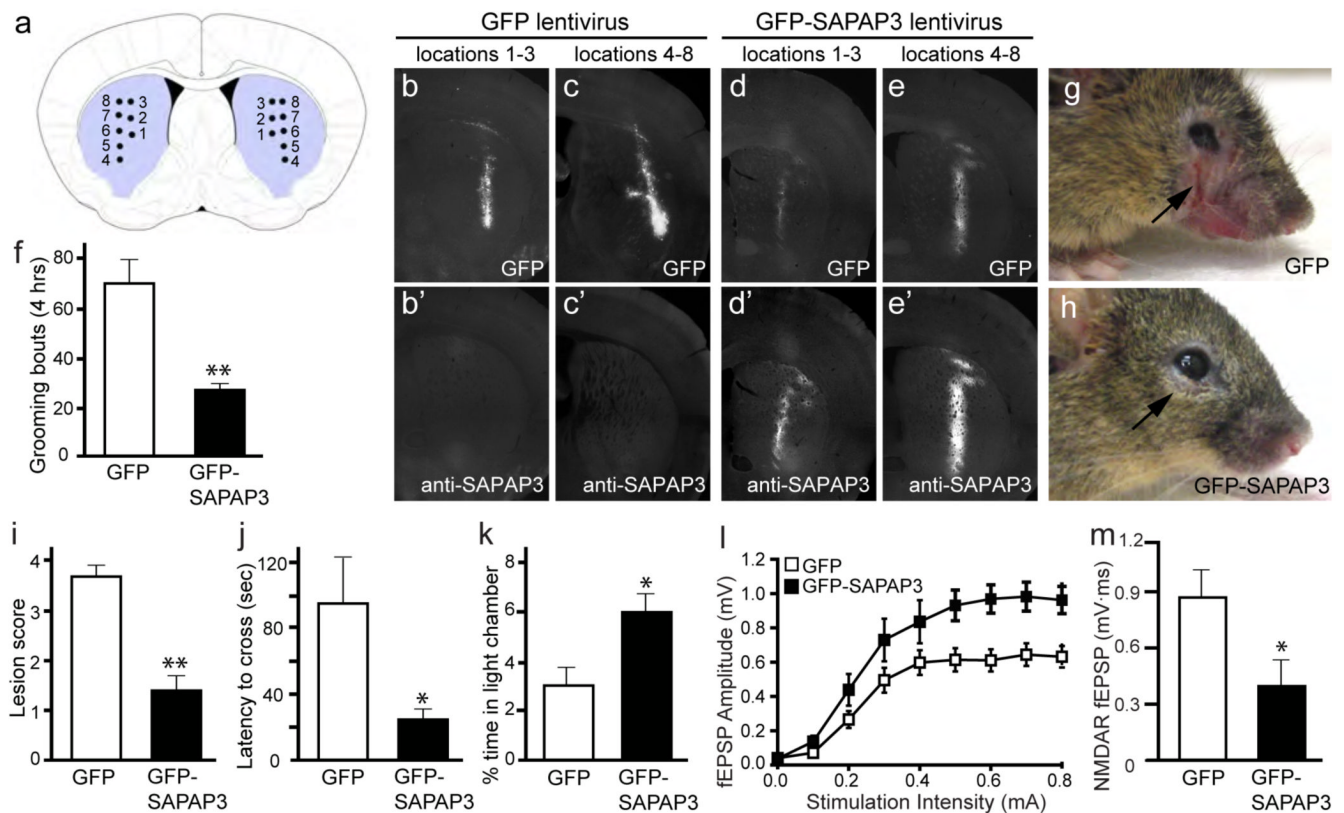 a
8 3
7 2
6 1
5
4
3 8
2 7
1 6
5
4
GFP lentivirus
GFP-SAPAP3 lentivirus
locations 1-3
locations 4-8
locations 1-3
locations 4-8
b
GFP
c
GFP
d
GFP
e
GFP
g
GFP
b’
anti-SAPAP3
c’
anti-SAPAP3
d’
anti-SAPAP3
e’
anti-SAPAP3
h
GFP-SAPAP3
f
Grooming bouts (4 hrs)
80
60
40
20
0
**
GFP
GFP-
SAPAP3
i
Lesion score
4
3
2
1
0
**
GFP
GFP-
SAPAP3
j
Latency to cross (sec)
120
80
40
0
*
GFP
GFP-
SAPAP3
k
% time in light chamber
8
6
4
2
0
*
GFP
GFP-
SAPAP3
l
fEPSP Amplitude (mV)
1.2
1.0
0.8
0.6
0.4
0.2
0.0
GFP
GFP-SAPAP3
0.0 0.2 0.4 0.6 0.8
Stimulation Intensity (mA)
m
NMDAR fEPSP (mV·ms)
1.2
0.9
0.6
0.3
0
*
GFP
GFP-
SAPAP3